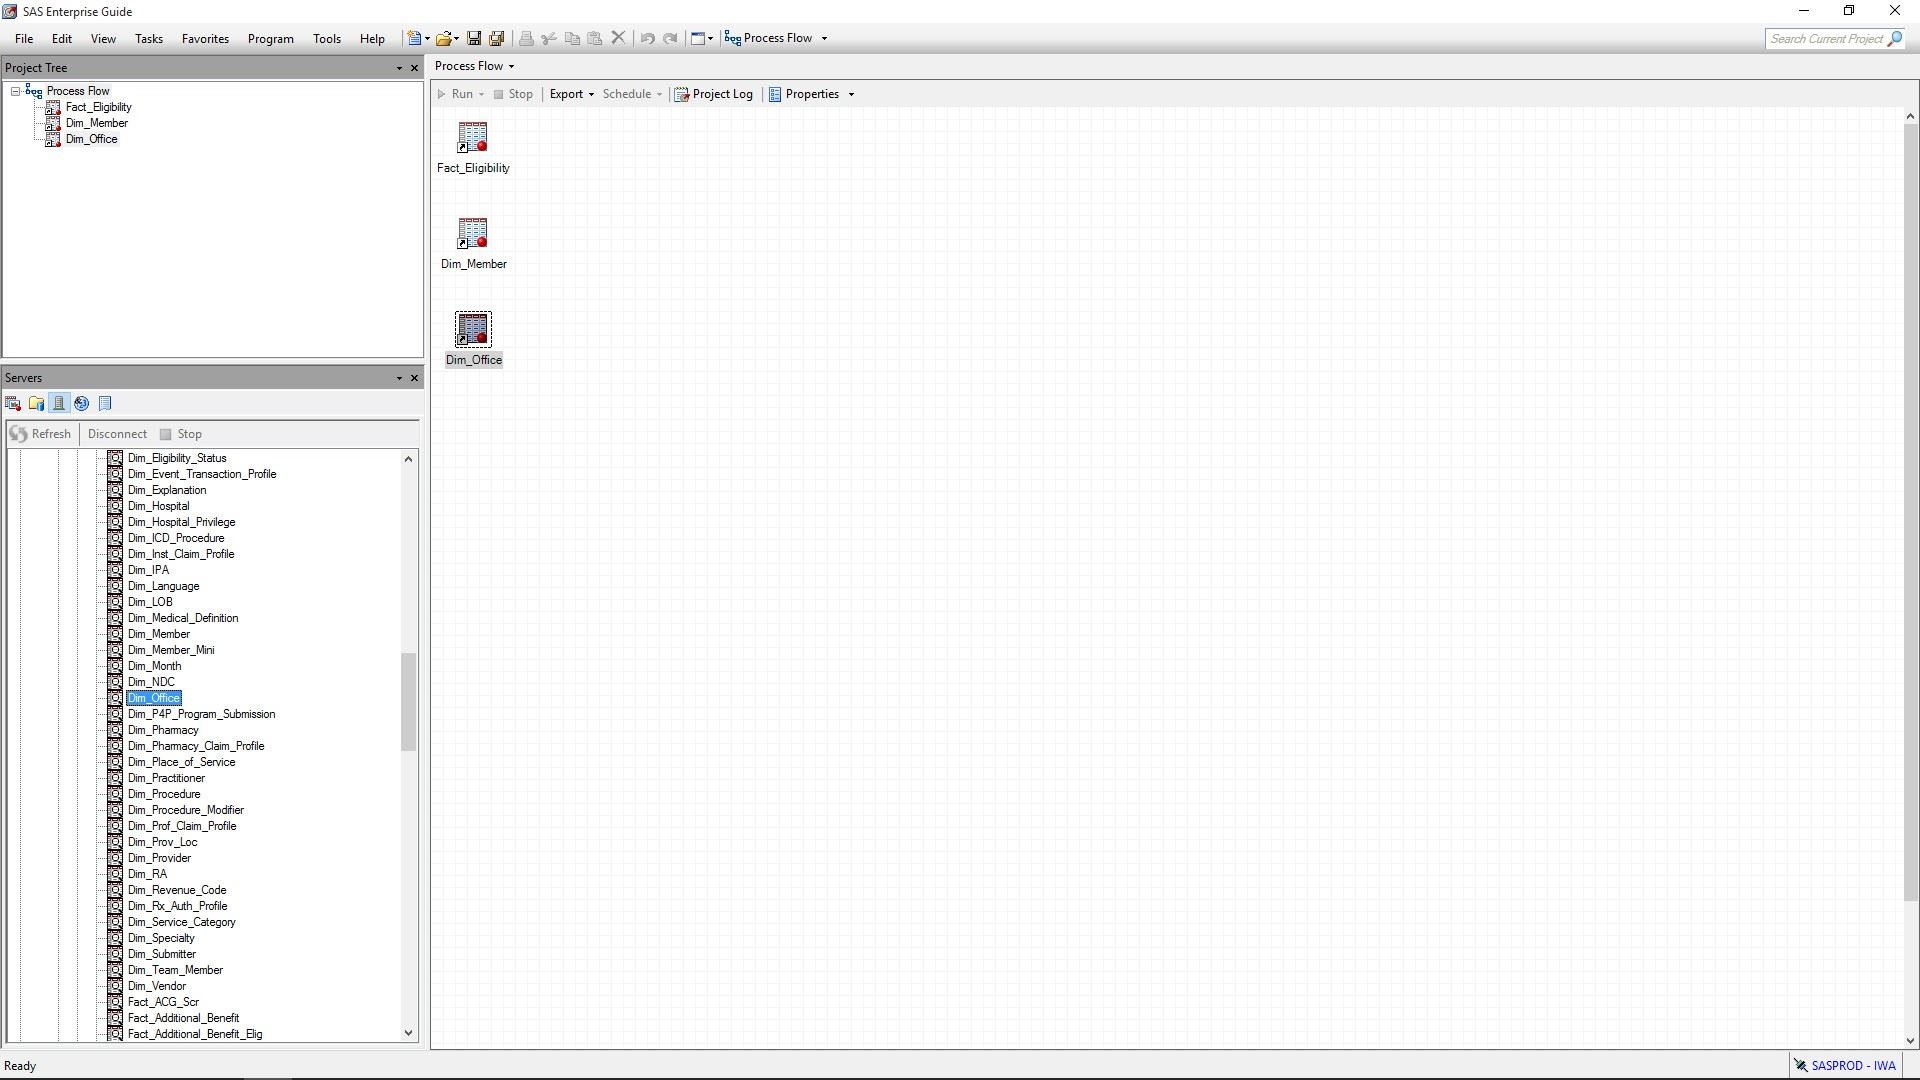 SAS Enterprise Guide
File Edit View Tasks Favorites Program Tools Help Process Flow Search Current Project
Project Tree
Process Flow
Fact_Eligibility
Dim_Member
Dim_Office
Servers
Refresh Disconnect Stop
Dim_Eligibility_Status
Dim_Event_Transaction_Profile
Dim_Explanation
Dim_Hospital
Dim_Hospital_Privilege
Dim_ICD_Procedure
Dim_Inst_Claim_Profile
Dim_IPA
Dim_Language
Dim_LOB
Dim_Medical_Definition
Dim_Member
Dim_Member_Mini
Dim_Month
Dim_NDC
Dim_Office
Dim_P4P_Program_Submission
Dim_Pharmacy
Dim_Pharmacy_Claim_Profile
Dim_Place_of_Service
Dim_Practitioner
Dim_Procedure
Dim_Procedure_Modifier
Dim_Prof_Claim_Profile
Dim_Prov_Loc
Dim_Provider
Dim_RA
Dim_Revenue_Code
Dim_Rx_Auth_Profile
Dim_Service_Category
Dim_Specialty
Dim_Submitter
Dim_Team_Member
Dim_Vendor
Fact_ACG_Scr
Fact_Additional_Benefit
Fact_Additional_Benefit_Elig
Process Flow
Run Stop Export Schedule Project Log Properties
Fact_Eligibility
Dim_Member
Dim_Office
Ready
SASPROD - IWA